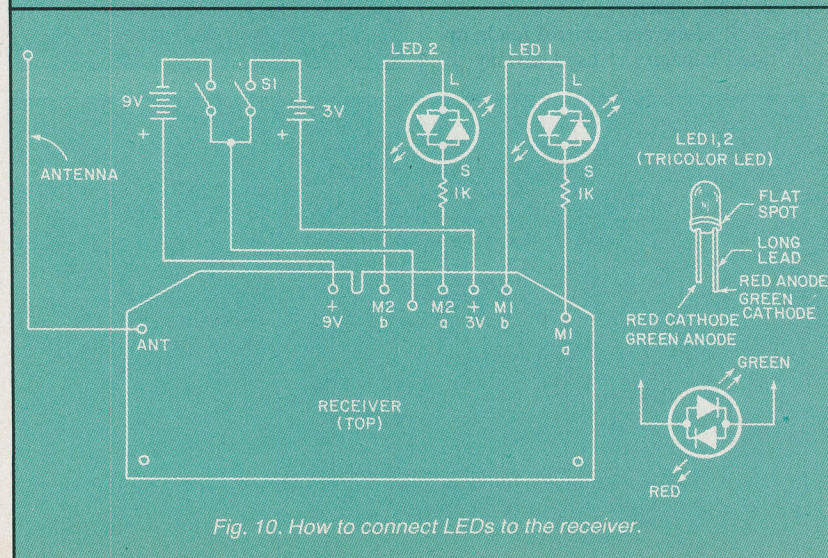 LED 2
LED 1
L
L
9V
S1
3V
+
+
ANTENNA
S
1K
S
1K
LED 1,2
(TRICOLOR LED)
FLAT
SPOT
LONG
LEAD
RED ANODE
GREEN
CATHODE
RED CATHODE
GREEN ANODE
+
9V
M2
b
M2
a
+
3V
M1
b
M1
a
ANT
RECEIVER
(TOP)
GREEN
RED
Fig. 10. How to connect LEDs to the receiver.